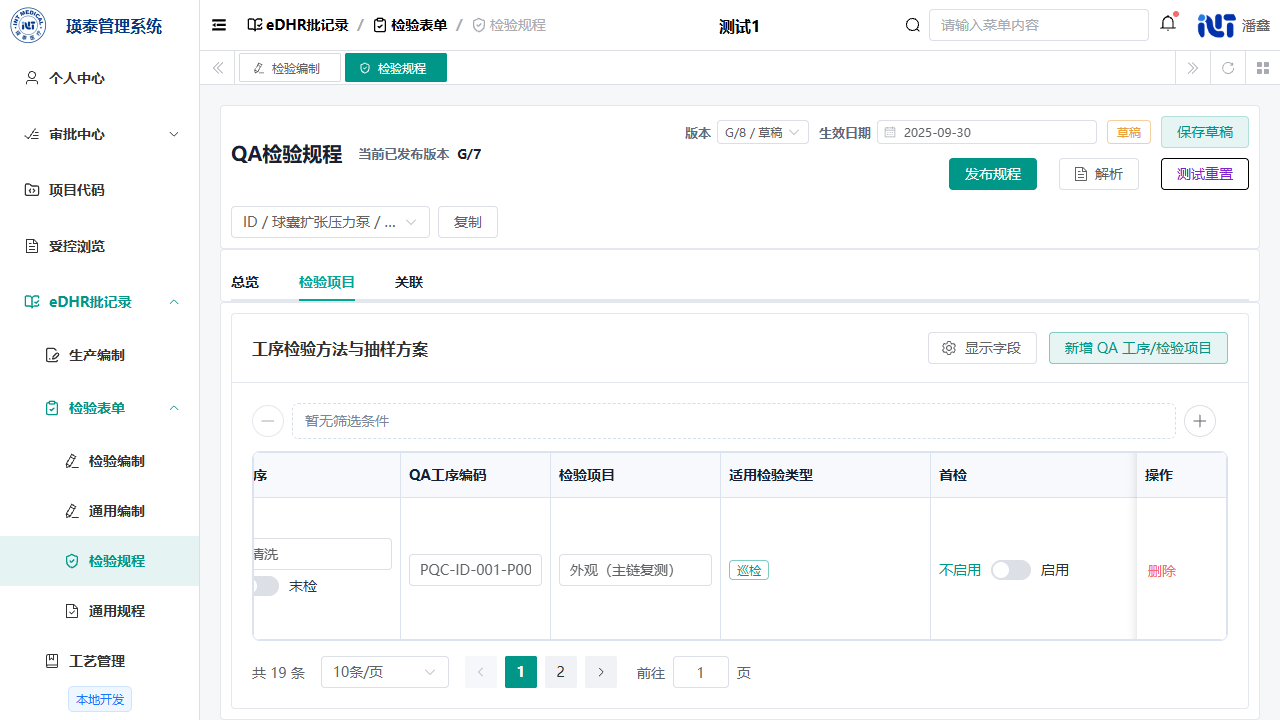 瑛泰管理系统
eDHR批记录 / 检验表单 / 检验规程
测试1
请输入菜单内容
潘鑫
个人中心
审批中心
项目代码
受控浏览
eDHR批记录
生产编制
检验表单
检验编制
通用编制
检验规程
通用规程
工艺管理
本地开发
检验编制
检验规程
QA检验规程
当前已发布版本 G/7
版本
G/8 / 草稿
生效日期
2025-09-30
草稿
保存草稿
发布规程
解析
测试重置
ID / 球囊扩张压力泵 / ...
复制
总览
检验项目
关联
工序检验方法与抽样方案
显示字段
新增 QA 工序/检验项目
暂无筛选条件
序
QA工序编码
检验项目
适用检验类型
首检
操作
清洗
末检
PQC-ID-001-P00
外观（主链复测）
巡检
不启用
启用
删除
共 19 条
10条/页
1
2
前往
1
页